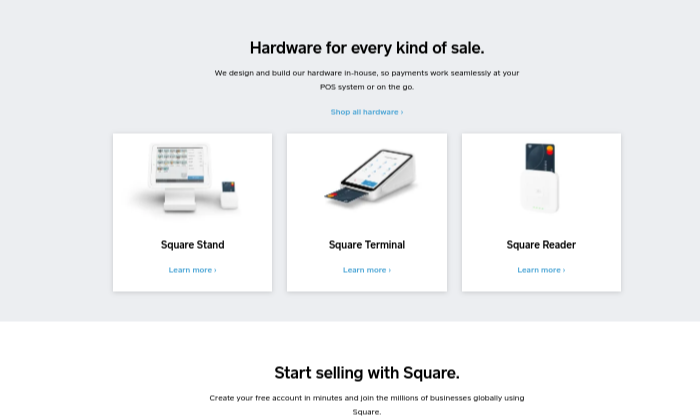 Hardware for every kind of sale.
We design and build our hardware in-house, so payments work seamlessly at your
POS system or on the go.
Shop all hardware ›
Square Stand
Square Terminal
Square Reader
Learn more ›
Learn more ›
Learn more ›
Start selling with Square.
Create your free account in minutes and join the millions of businesses globally using
Square.